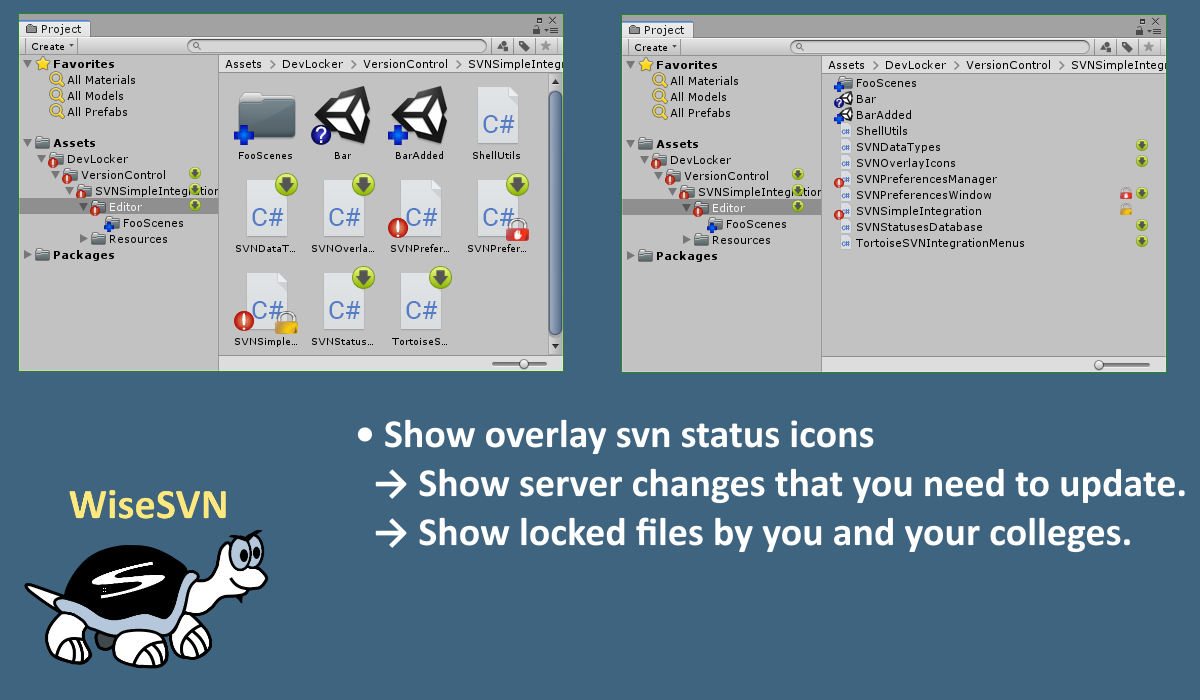 Project
Create
Favorites
All Materials
All Models
All Prefabs
Assets
DevLocker
VersionControl
SVNSimpleIntegration
Editor
FooScenes
Resources
Packages
Assets > DevLocker > VersionControl > SVNSimpleIntegr
FooScenes Bar BarAdded ShellUtils
C#
SVNDataT... SVNOverla... SVNPrefer... SVNPrefer...
C# C# C# C#
SVNSimple... SVNStatus... TortoiseS...
C# C# C#
Project
Create
Favorites
All Materials
All Models
All Prefabs
Assets
DevLocker
VersionControl
SVNSimpleIntegration
Editor
FooScenes
Resources
Packages
Assets > DevLocker > VersionControl > SVNSimpleIntegr
FooScenes
Bar
BarAdded
ShellUtils
SVNDataTypes
SVNOverlayIcons
SVNPreferencesManager
SVNPreferencesWindow
SVNSimpleIntegration
SVNStatusesDatabase
TortoiseSVNIntegrationMenus
• Show overlay svn status icons
→ Show server changes that you need to update.
→ Show locked files by you and your colleges.
WiseSVN